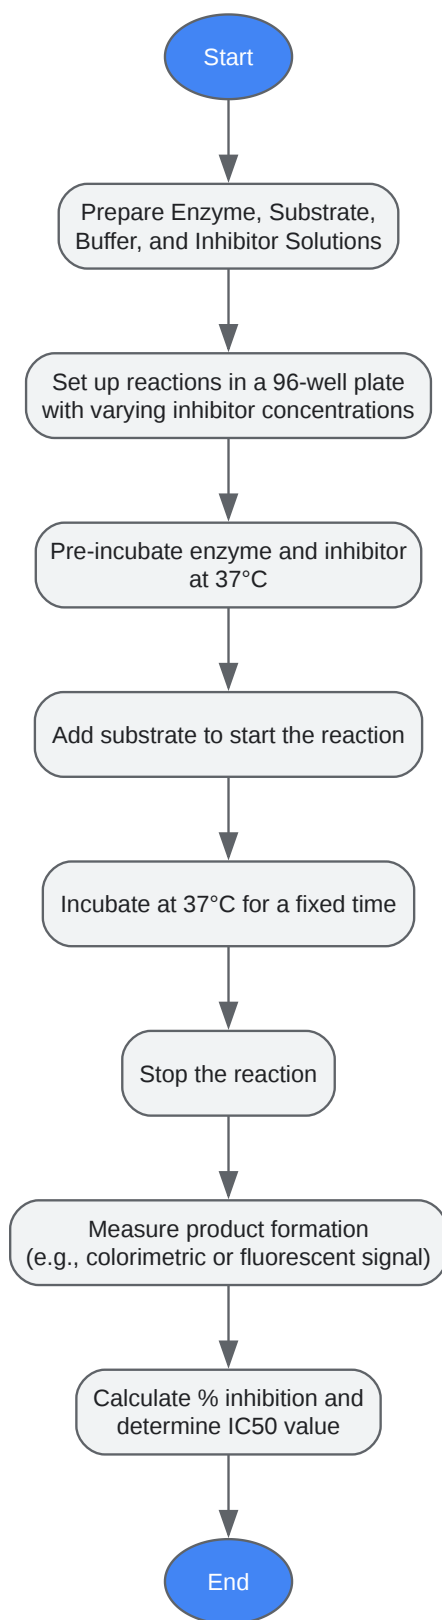 Start
Prepare Enzyme, Substrate,
Buffer, and Inhibitor Solutions
Set up reactions in a 96-well plate
with varying inhibitor concentrations
Pre-incubate enzyme and inhibitor
at 37°C
Add substrate to start the reaction
Incubate at 37°C for a fixed time
Stop the reaction
Measure product formation
(e.g., colorimetric or fluorescent signal)
Calculate % inhibition and
determine IC50 value
End